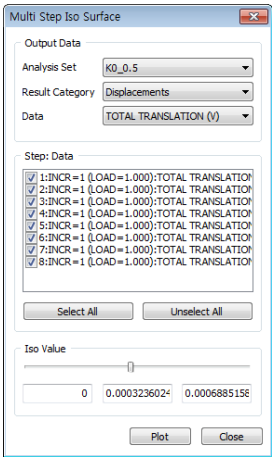 Multi Step Iso Surface
Output Data
Analysis Set K0_0.5
Result Category Displacements
Data TOTAL TRANSLATION (V)
Step: Data
1:INCR=1 (LOAD=1.000):TOTAL TRANSLATION
2:INCR=1 (LOAD=1.000):TOTAL TRANSLATION
3:INCR=1 (LOAD=1.000):TOTAL TRANSLATION
4:INCR=1 (LOAD=1.000):TOTAL TRANSLATION
5:INCR=1 (LOAD=1.000):TOTAL TRANSLATION
6:INCR=1 (LOAD=1.000):TOTAL TRANSLATION
7:INCR=1 (LOAD=1.000):TOTAL TRANSLATION
8:INCR=1 (LOAD=1.000):TOTAL TRANSLATION
Select All Unselect All
Iso Value
0 0.0003236024 0.0006885158
Plot Close